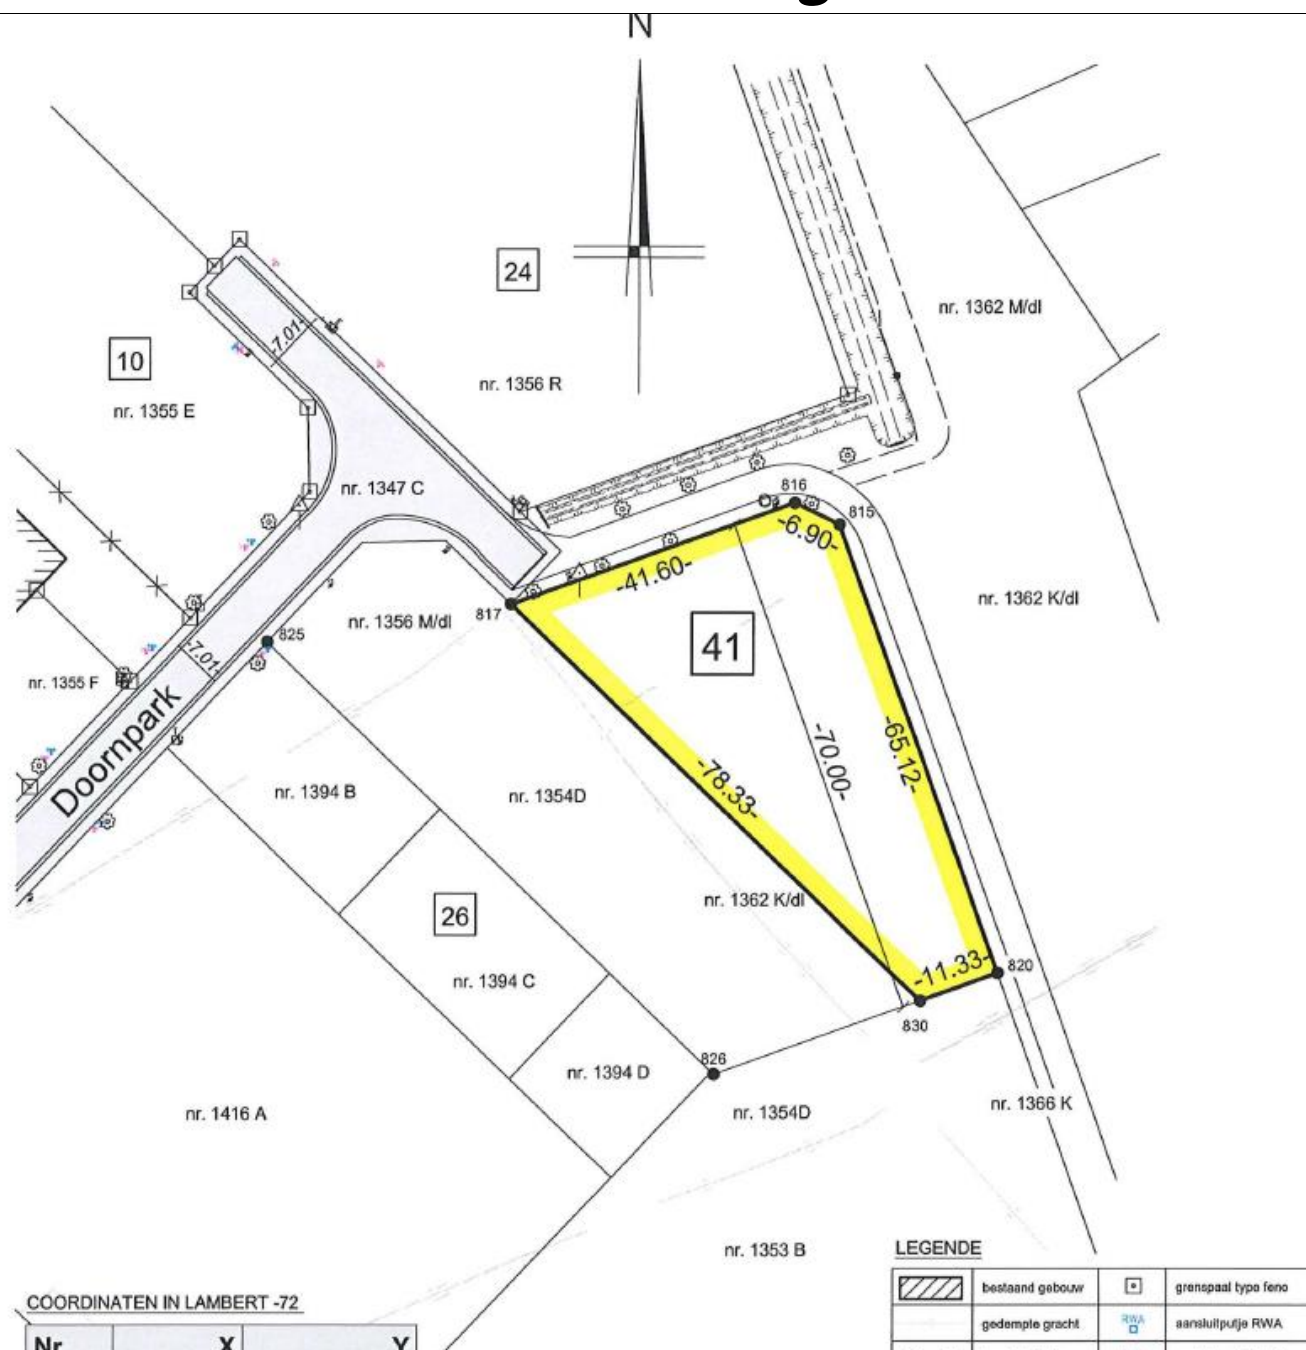 N
24
nr. 1362 M/dl
-7.01-
10
nr. 1356 R
nr. 1355 E
nr. 1347 C
816
815
-6.90-
-41.60-
nr. 1362 K/dl
817
nr. 1356 M/dl
825
41
-7.01-
nr. 1355 F
Doornpark
-65.12-
-70.00-
-78.33-
nr. 1394 B
nr. 1354D
nr. 1362 K/dl
26
-11.33-
820
nr. 1394 C
830
826
nr. 1394 D
nr. 1366 K
nr. 1416 A
nr. 1354D
nr. 1353 B
LEGENDE
bestaand gebouw
grenspaal type feno
COORDINATEN IN LAMBERT -72
gedempte gracht
RWA
aansluitputje RWA
Nr X Y